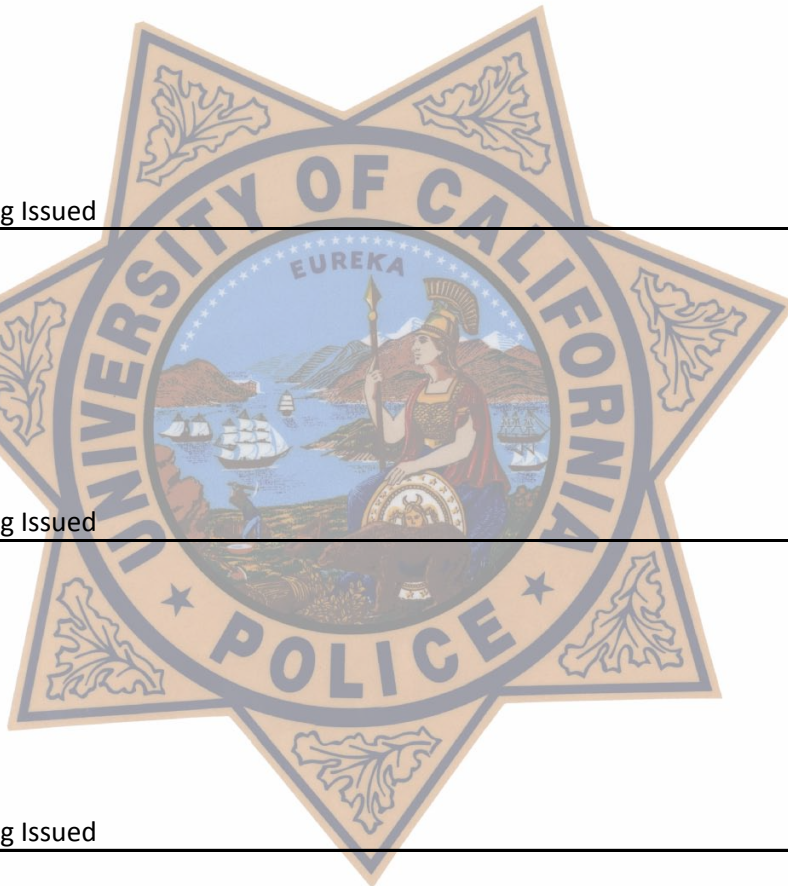 g Issued
UNIVERSITY OF CALIFORNIA
EUREKA
g Issued
POLICE
g Issued